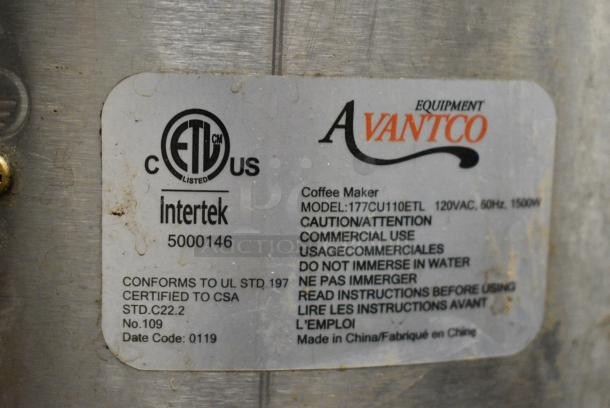 EQUIPMENT
AVANTCO
C ETL CM US
LISTED
Intertek
5000146
CONFORMS TO UL STD 197
CERTIFIED TO CSA
STD.C22.2
No.109
Date Code: 0119
Coffee Maker
MODEL:177CU110ETL 120VAC, 60Hz, 1500W
CAUTION/ATTENTION
COMMERCIAL USE
USAGECOMMERCIALES
DO NOT IMMERSE IN WATER
NE PAS IMMERGER
READ INSTRUCTIONS BEFORE USING
LIRE LES INSTRUCTIONS AVANT
L'EMPLOI
Made in China/Fabriqué en Chine